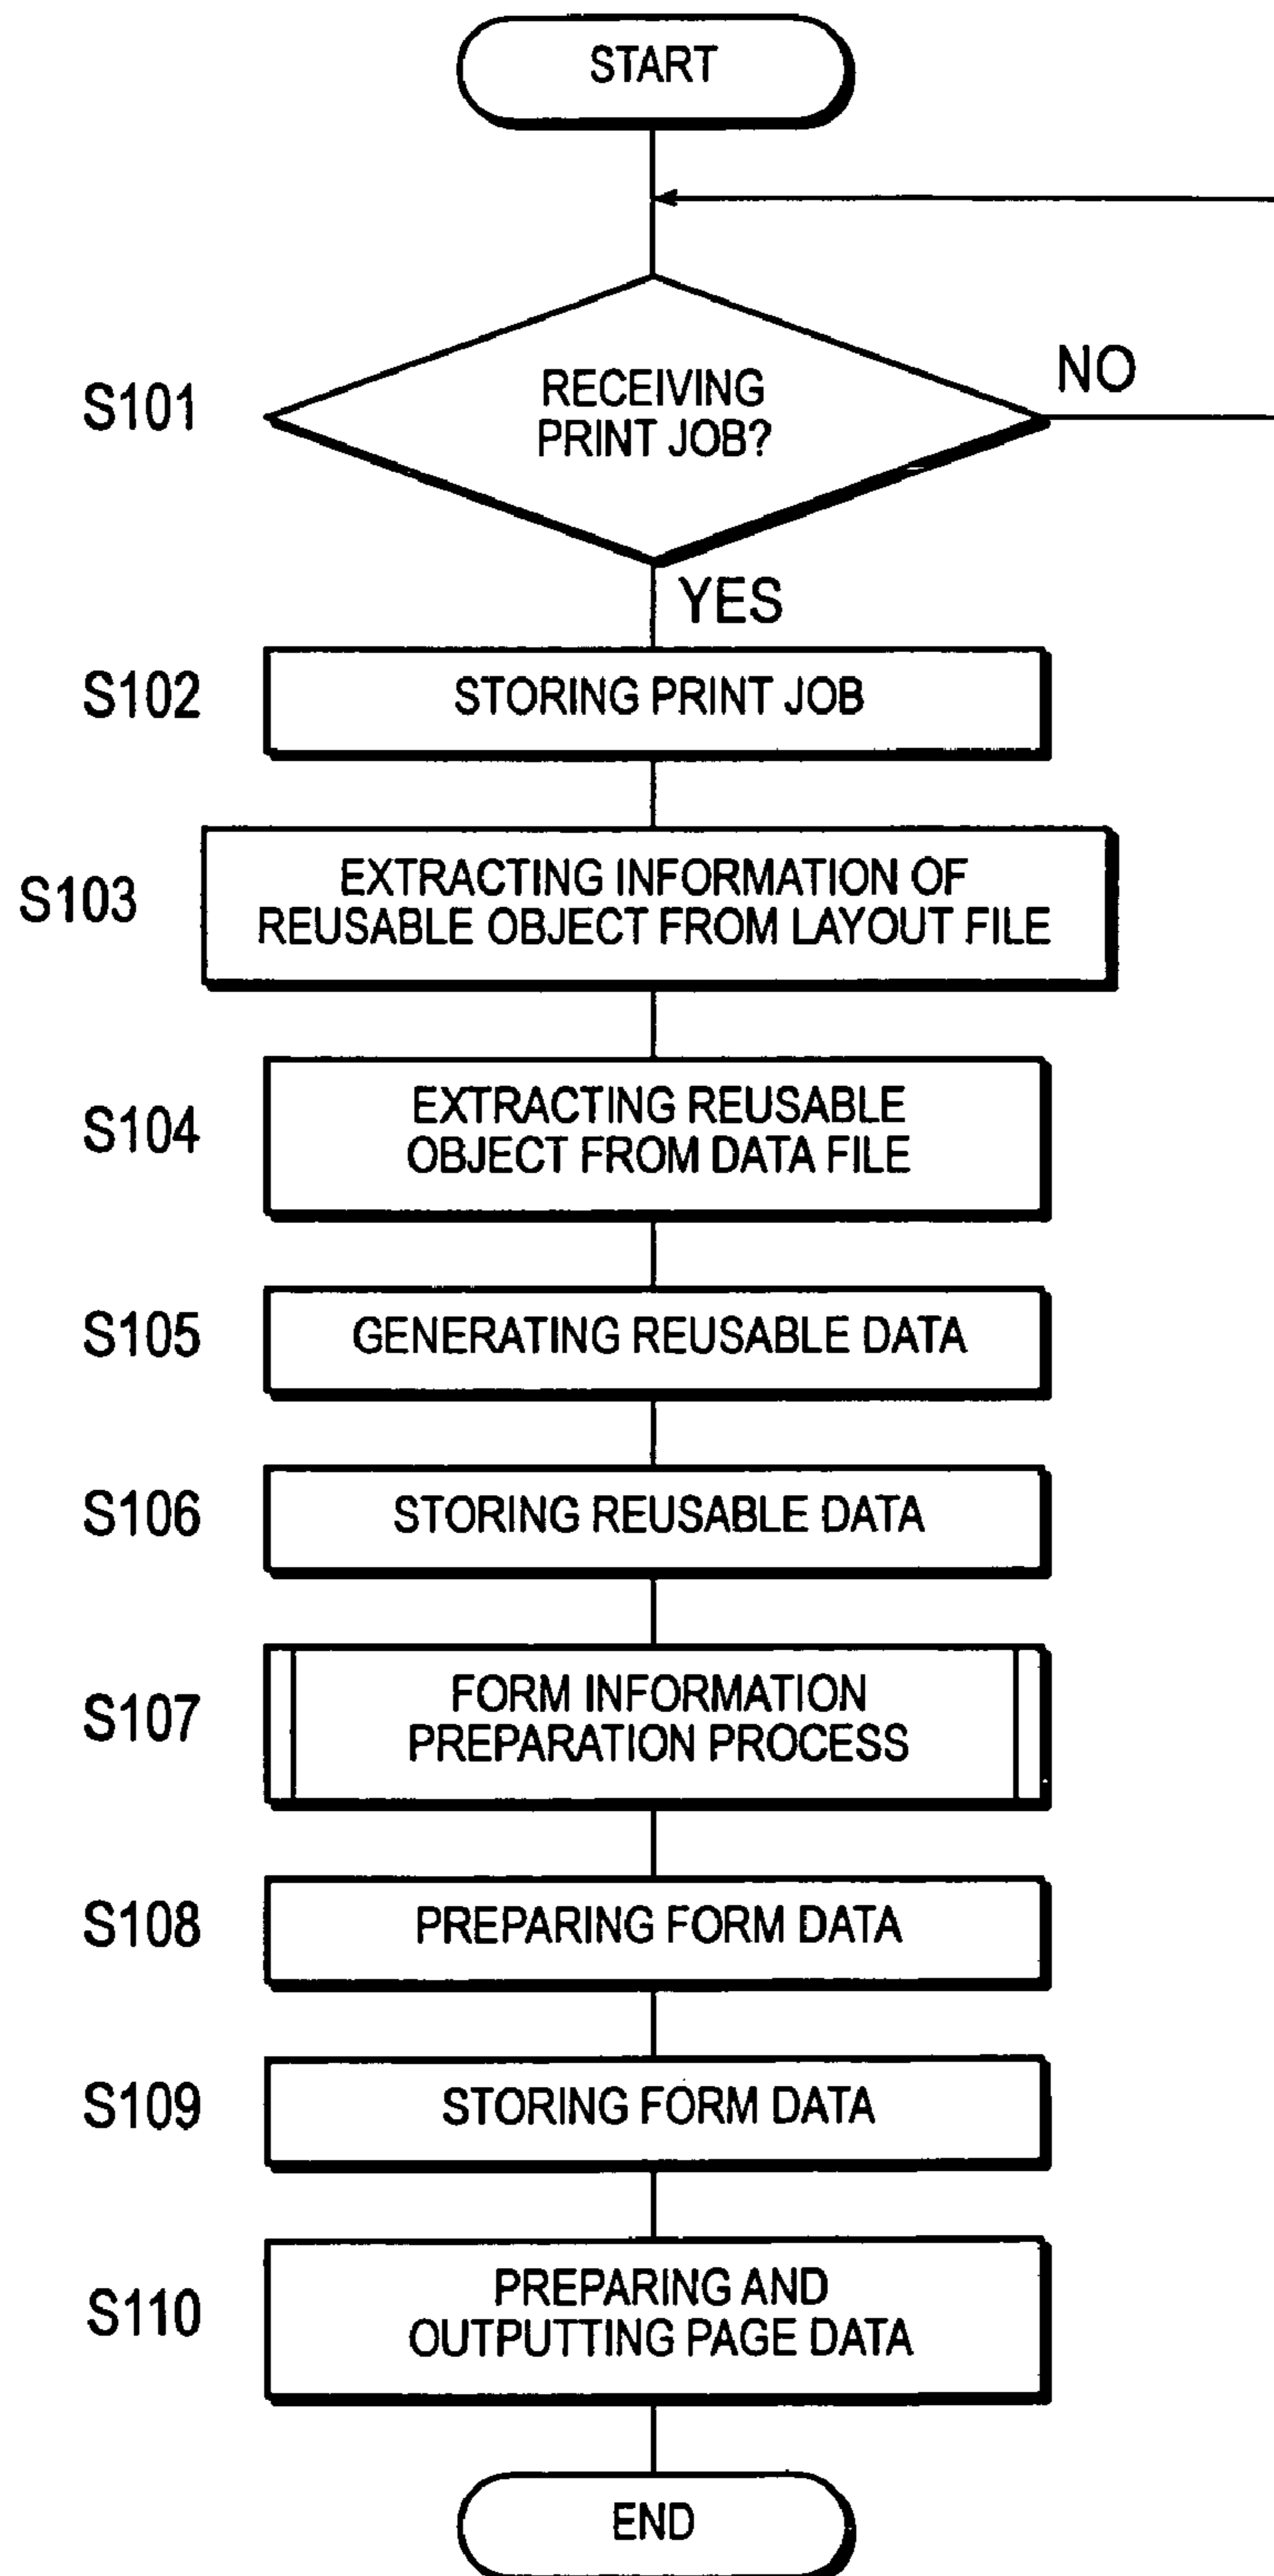 START
S101
RECEIVING
PRINT JOB?
NO
YES
S102
STORING PRINT JOB
S103
EXTRACTING INFORMATION OF
REUSABLE OBJECT FROM LAYOUT FILE
S104
EXTRACTING REUSABLE
OBJECT FROM DATA FILE
S105
GENERATING REUSABLE DATA
S106
STORING REUSABLE DATA
S107
FORM INFORMATION
PREPARATION PROCESS
S108
PREPARING FORM DATA
S109
STORING FORM DATA
S110
PREPARING AND
OUTPUTTING PAGE DATA
END